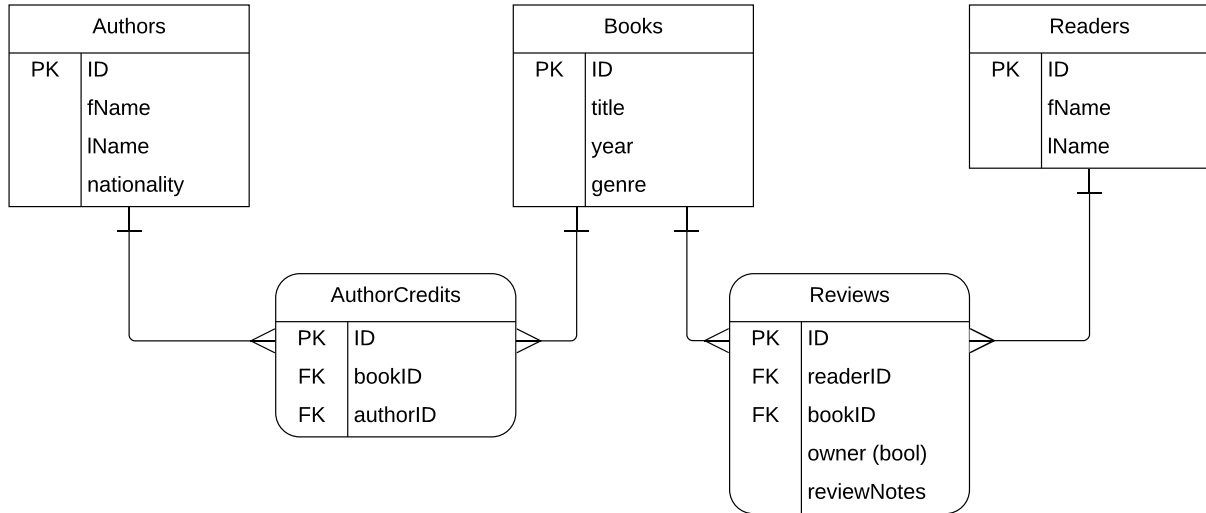 Authors
PK ID
fName
lName
nationality
Books
PK ID
title
year
genre
Readers
PK ID
fName
lName
AuthorCredits
PK ID
FK bookID
FK authorID
Reviews
PK ID
FK readerID
FK bookID
owner (bool)
reviewNotes